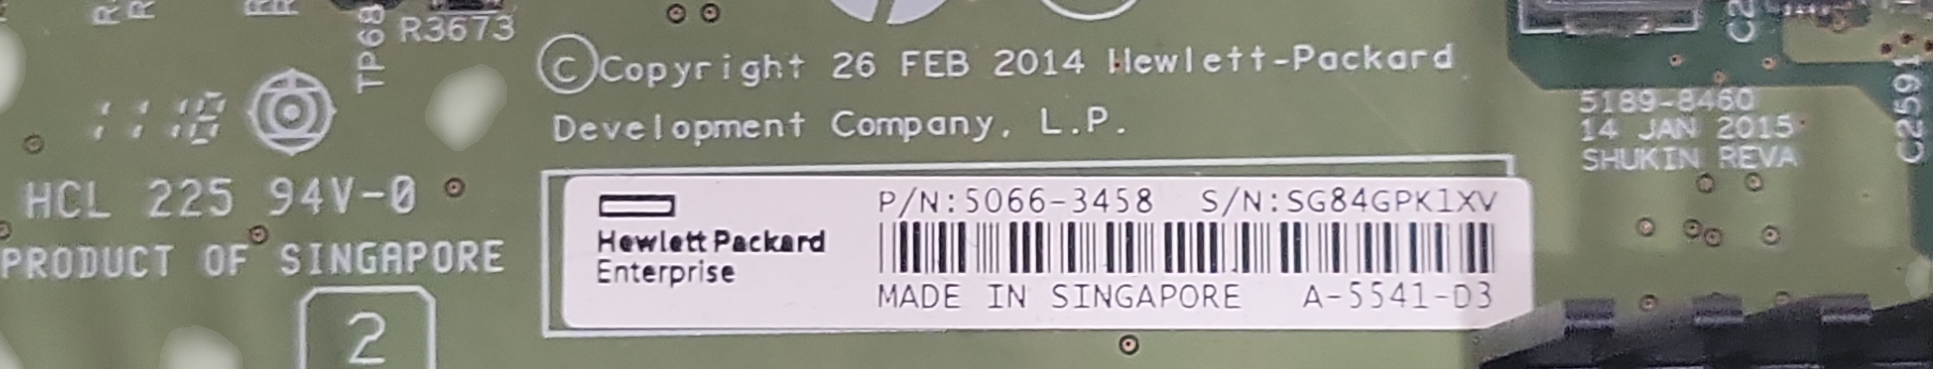 R3673
TP68
©Copyright 26 FEB 2014 Hewlett-Packard
Development Company, L.P.
1118
HCL 225 94V-0
PRODUCT OF SINGAPORE
2
Hewlett Packard
Enterprise
P/N:5066-3458 S/N:SG84GPK1XV
MADE IN SINGAPORE A-5541-D3
5189-8460
14 JAN 2015
SHUKIN REVA
C2591